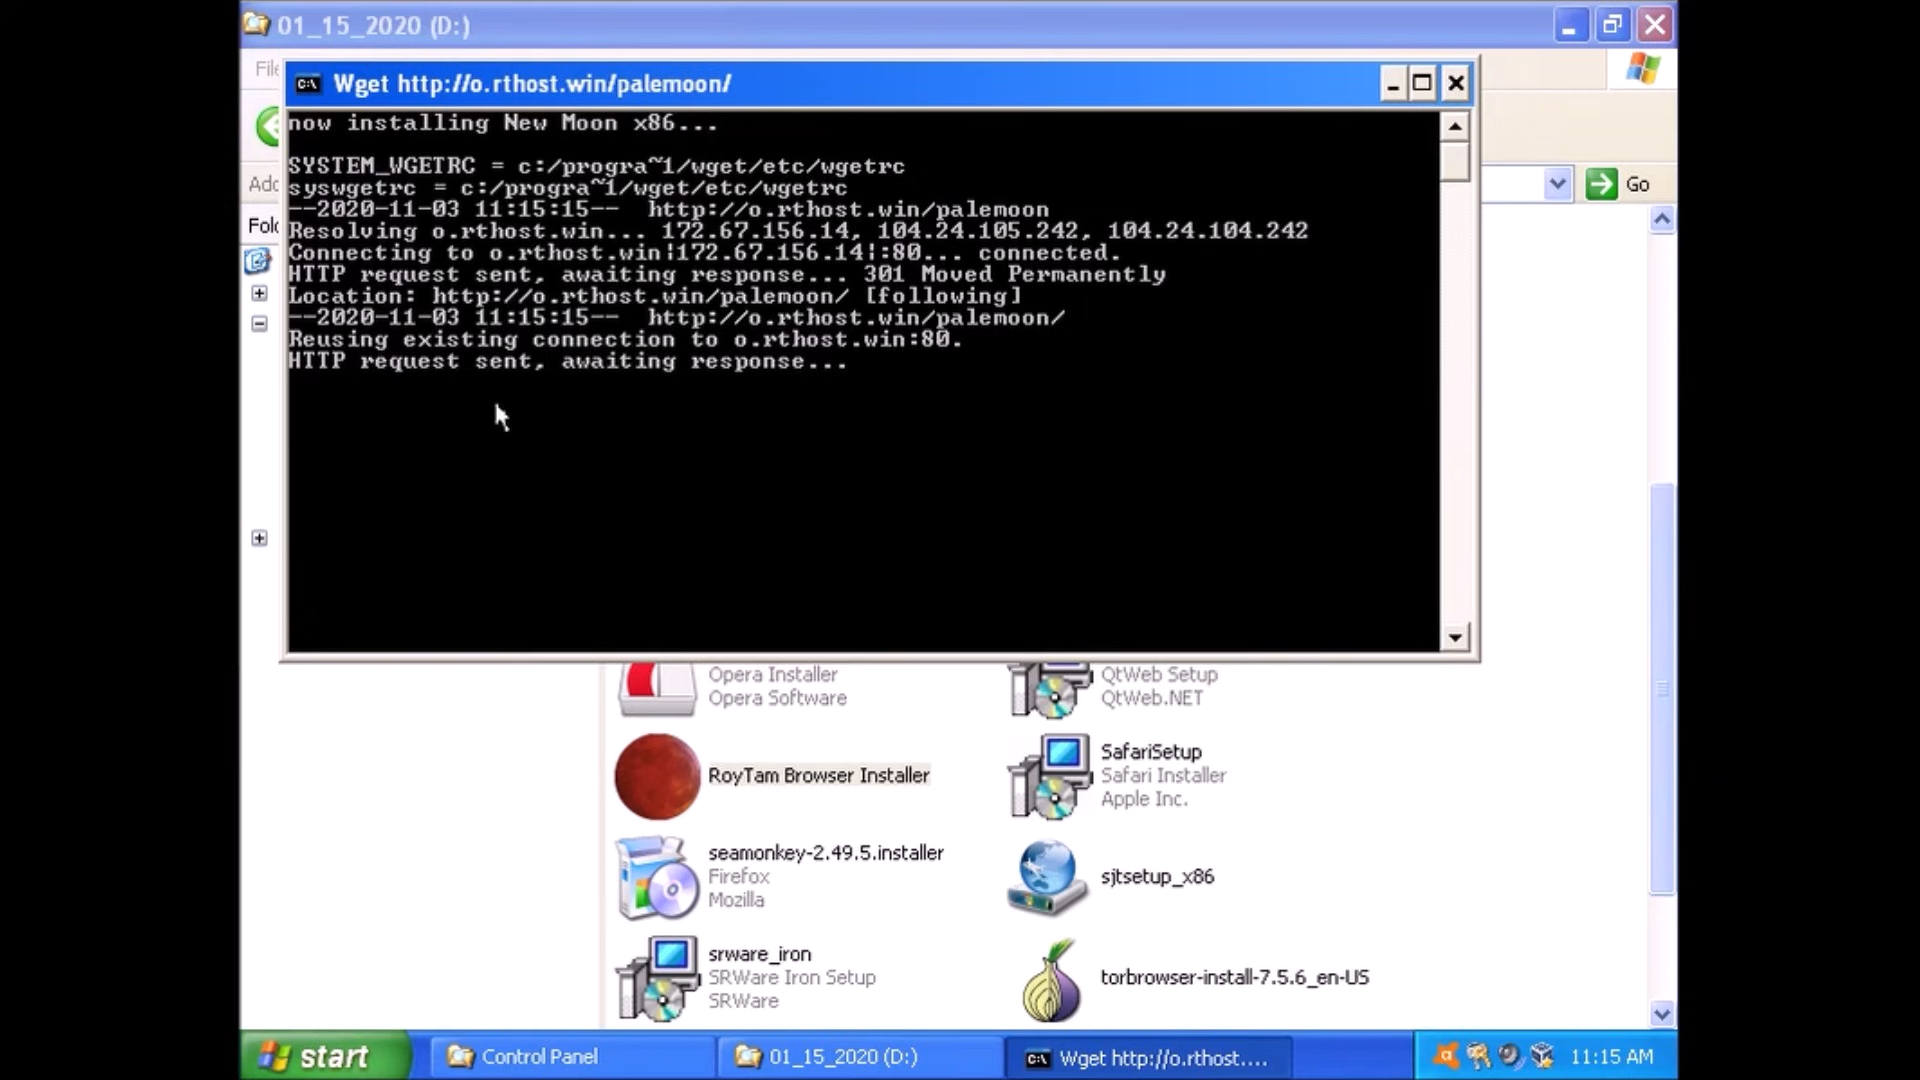 01_15_2020 (D:)
File
Wget http://o.rthost.win/palemoon/
now installing New Moon x86...
SYSTEM_WGETRC = c:/progra~1/wget/etc/wgetrc
syswgetrc = c:/progra~1/wget/etc/wgetrc
--2020-11-03 11:15:15--  http://o.rthost.win/palemoon
Resolving o.rthost.win... 172.67.156.14, 104.24.105.242, 104.24.104.242
Connecting to o.rthost.win|172.67.156.14|:80... connected.
HTTP request sent, awaiting response... 301 Moved Permanently
Location: http://o.rthost.win/palemoon/ [following]
--2020-11-03 11:15:15--  http://o.rthost.win/palemoon/
Reusing existing connection to o.rthost.win:80.
HTTP request sent, awaiting response...
Go
Opera Installer
Opera Software
QtWeb Setup
QtWeb.NET
RoyTam Browser Installer
SafariSetup
Safari Installer
Apple Inc.
seamonkey-2.49.5.installer
Firefox
Mozilla
sjtsetup_x86
srware_iron
SRWare Iron Setup
SRWare
torbrowser-install-7.5.6_en-US
start
Control Panel
01_15_2020 (D:)
Wget http://o.rthost....
11:15 AM